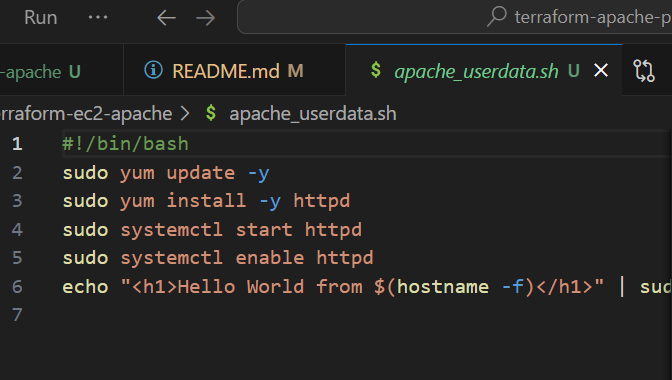 Run ··· ← → terraform-apache-p
-apache U README.md M $ apache_userdata.sh U ×
rraform-ec2-apache > $ apache_userdata.sh
1 #!/bin/bash
2 sudo yum update -y
3 sudo yum install -y httpd
4 sudo systemctl start httpd
5 sudo systemctl enable httpd
6 echo "<h1>Hello World from $(hostname -f)</h1>" | sud
7